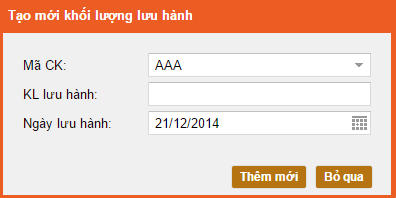 Tạo mới khối lượng lưu hành
Mã CK: AAA
KL lưu hành:
Ngày lưu hành: 21/12/2014
Thêm mới Bỏ qua